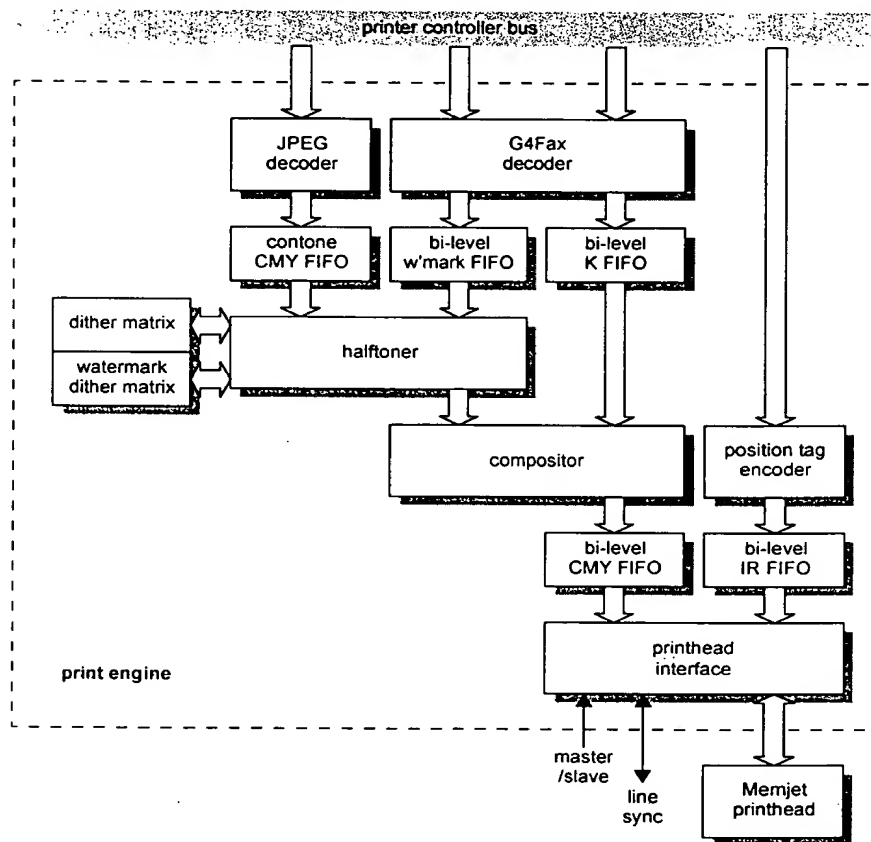 printer controller bus
JPEG
decoder
G4Fax
decoder
contone
CMY FIFO
bi-level
w'mark FIFO
bi-level
K FIFO
dither matrix
watermark
dither matrix
halftoner
compositor
position tag
encoder
bi-level
CMY FIFO
bi-level
IR FIFO
printhead
interface
print engine
master
/slave
line
sync
Memjet
printhead